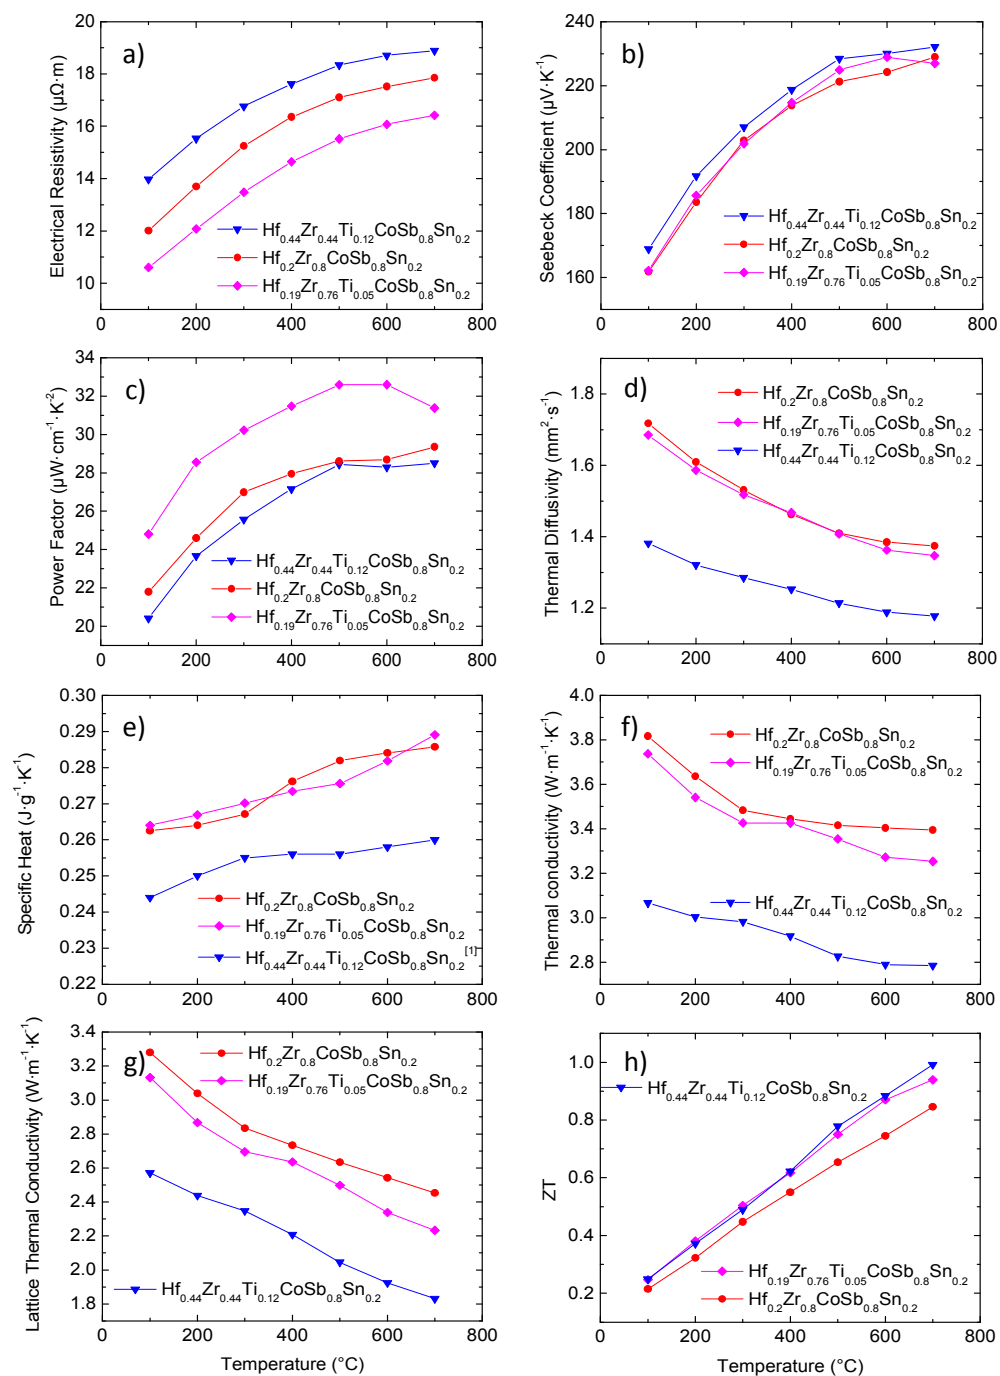 a)
Electrical Resistivity (μΩ·m)
20
18
16
14
12
10
Hf0.44Zr0.44Ti0.12CoSb0.8Sn0.2
Hf0.2Zr0.8CoSb0.8Sn0.2
Hf0.19Zr0.76Ti0.05CoSb0.8Sn0.2
0 200 400 600 800
b)
Seebeck Coefficient (μV·K-1)
240
220
200
180
160
Hf0.44Zr0.44Ti0.12CoSb0.8Sn0.2
Hf0.2Zr0.8CoSb0.8Sn0.2
Hf0.19Zr0.76Ti0.05CoSb0.8Sn0.2
0 200 400 600 800
c)
Power Factor (μW·cm-1·K-2)
34
32
30
28
26
24
22
20
Hf0.44Zr0.44Ti0.12CoSb0.8Sn0.2
Hf0.2Zr0.8CoSb0.8Sn0.2
Hf0.19Zr0.76Ti0.05CoSb0.8Sn0.2
0 200 400 600 800
d)
Thermal Diffusivity (mm2·s-1)
1.8
1.6
1.4
1.2
Hf0.2Zr0.8CoSb0.8Sn0.2
Hf0.19Zr0.76Ti0.05CoSb0.8Sn0.2
Hf0.44Zr0.44Ti0.12CoSb0.8Sn0.2
0 200 400 600 800
e)
Specific Heat (J·g-1·K-1)
0.30
0.29
0.28
0.27
0.26
0.25
0.24
0.23
0.22
Hf0.2Zr0.8CoSb0.8Sn0.2
Hf0.19Zr0.76Ti0.05CoSb0.8Sn0.2
Hf0.44Zr0.44Ti0.12CoSb0.8Sn0.2[1]
0 200 400 600 800
f)
Thermal conductivity (W·m-1·K-1)
4.0
3.8
3.6
3.4
3.2
3.0
2.8
Hf0.2Zr0.8CoSb0.8Sn0.2
Hf0.19Zr0.76Ti0.05CoSb0.8Sn0.2
Hf0.44Zr0.44Ti0.12CoSb0.8Sn0.2
0 200 400 600 800
g)
Lattice Thermal Conductivity (W·m-1·K-1)
3.4
3.2
3.0
2.8
2.6
2.4
2.2
2.0
1.8
Hf0.2Zr0.8CoSb0.8Sn0.2
Hf0.19Zr0.76Ti0.05CoSb0.8Sn0.2
Hf0.44Zr0.44Ti0.12CoSb0.8Sn0.2
0 200 400 600 800
Temperature (°C)
h)
ZT
1.0
0.8
0.6
0.4
0.2
Hf0.44Zr0.44Ti0.12CoSb0.8Sn0.2
Hf0.19Zr0.76Ti0.05CoSb0.8Sn0.2
Hf0.2Zr0.8CoSb0.8Sn0.2
0 200 400 600 800
Temperature (°C)